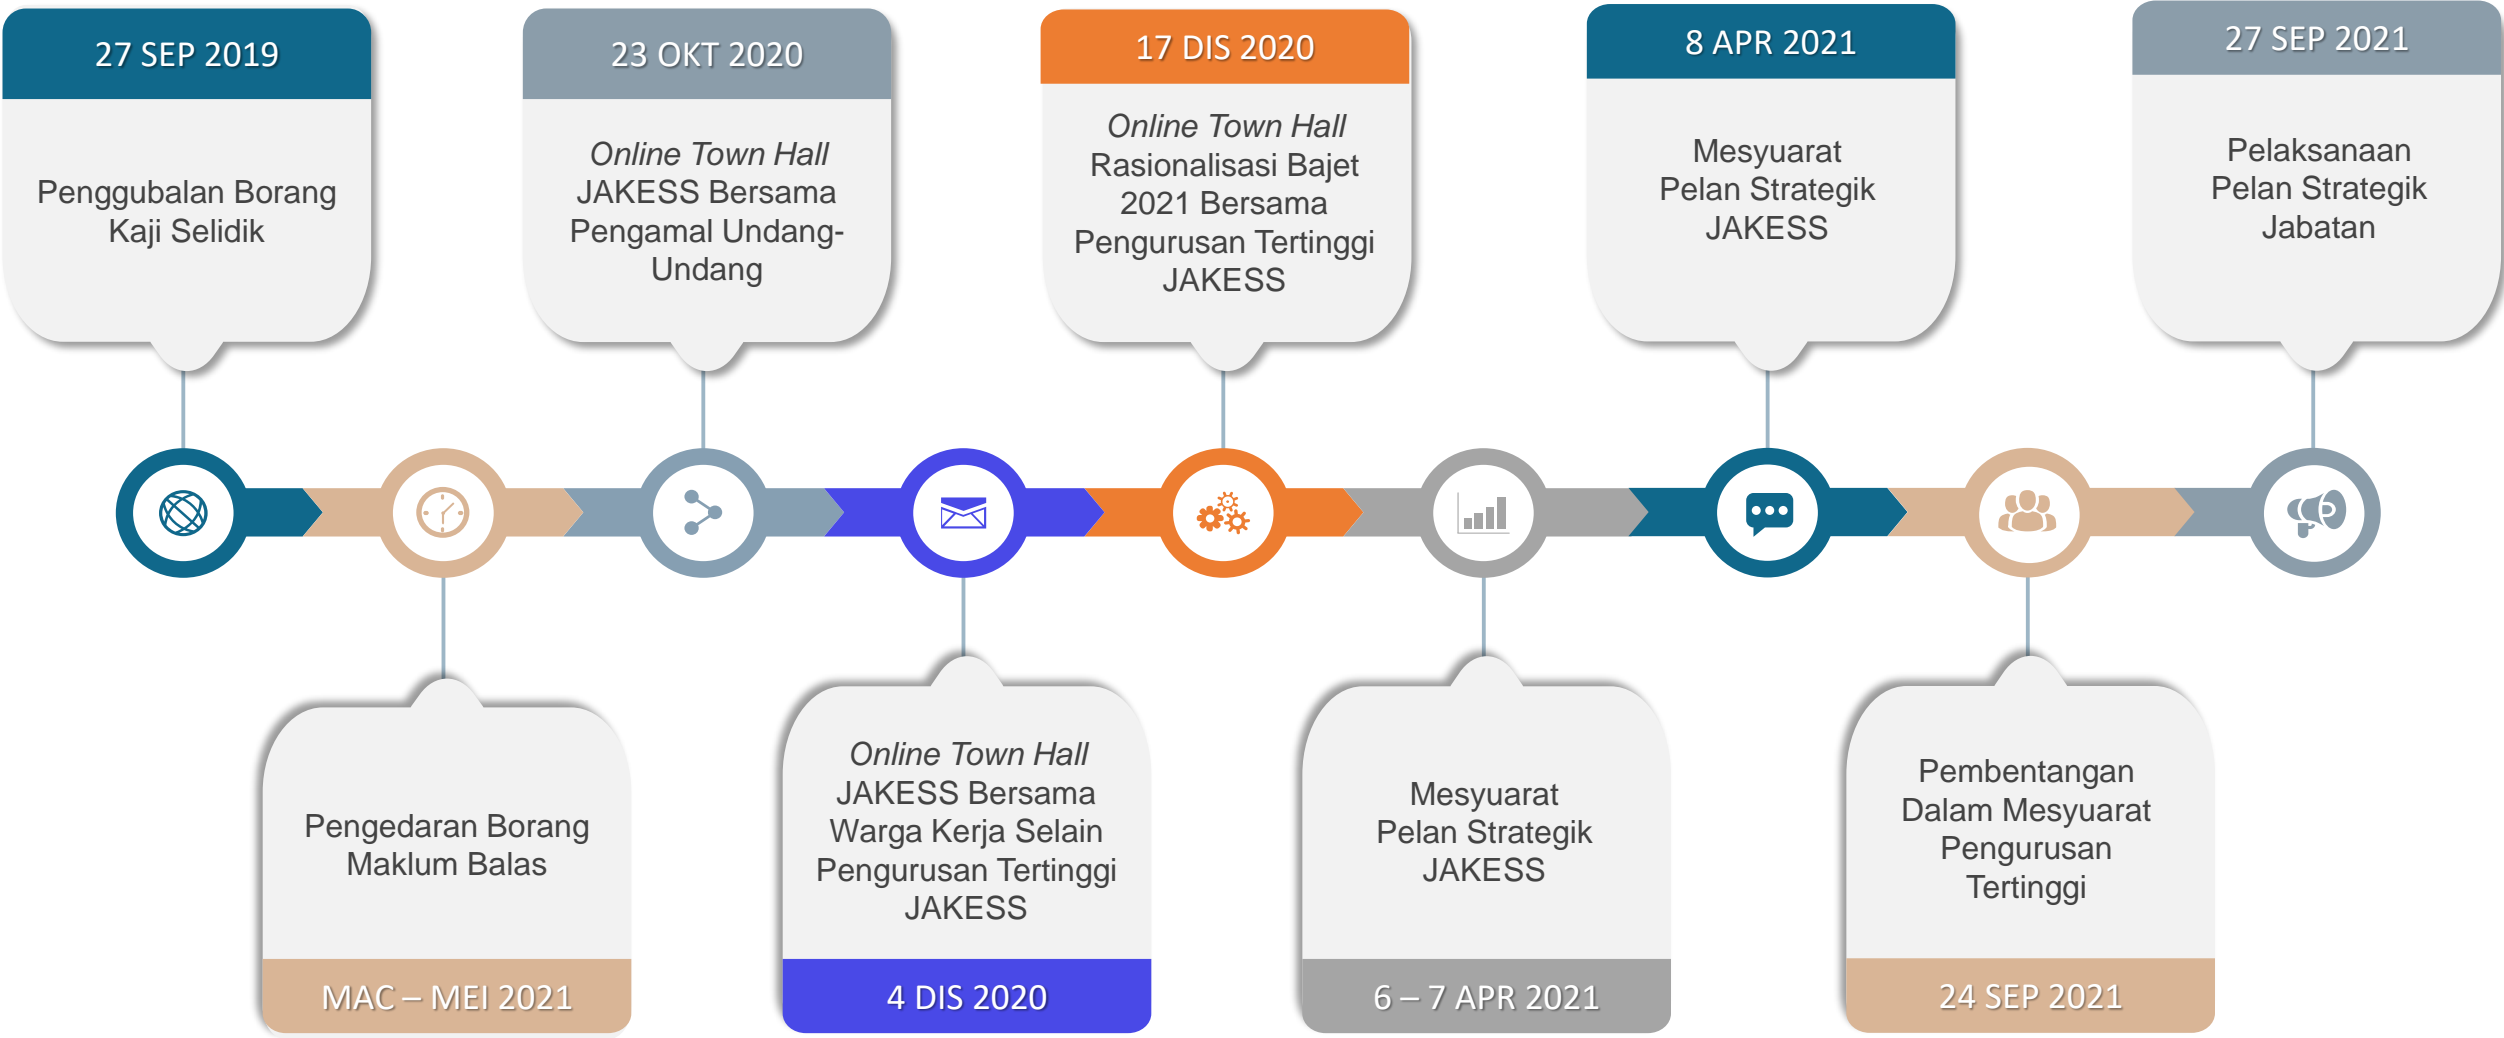 27 SEP 2019
Penggubalan Borang
Kaji Selidik
MAC – MEI 2021
Pengedaran Borang
Maklum Balas
23 OKT 2020
Online Town Hall
JAKESS Bersama
Pengamal Undang-
Undang
4 DIS 2020
Online Town Hall
JAKESS Bersama
Warga Kerja Selain
Pengurusan Tertinggi
JAKESS
17 DIS 2020
Online Town Hall
Rasionalisasi Bajet
2021 Bersama
Pengurusan Tertinggi
JAKESS
6 – 7 APR 2021
Mesyuarat
Pelan Strategik
JAKESS
8 APR 2021
Mesyuarat
Pelan Strategik
JAKESS
24 SEP 2021
Pembentangan
Dalam Mesyuarat
Pengurusan
Tertinggi
27 SEP 2021
Pelaksanaan
Pelan Strategik
Jabatan